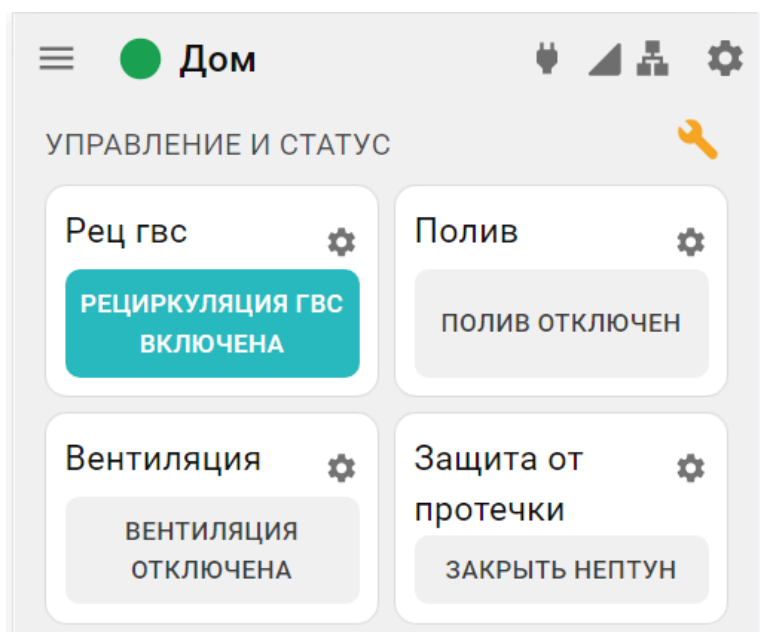 Дом
УПРАВЛЕНИЕ И СТАТУС
Рец гвс
РЕЦИРКУЛЯЦИЯ ГВС
ВКЛЮЧЕНА
Полив
ПОЛИВ ОТКЛЮЧЕН
Вентиляция
ВЕНТИЛЯЦИЯ
ОТКЛЮЧЕНА
Защита от
протечки
ЗАКРЫТЬ НЕПТУН